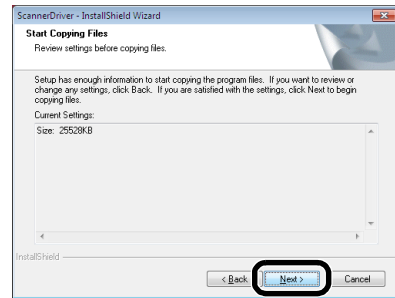 ScannerDriver - InstallShield Wizard
Start Copying Files
Review settings before copying files.
Setup has enough information to start copying the program files. If you want to review or
change any settings, click Back. If you are satisfied with the settings, click Next to begin
copying files.
Current Settings:
Size: 25528KB
InstallShield
< Back Next > Cancel